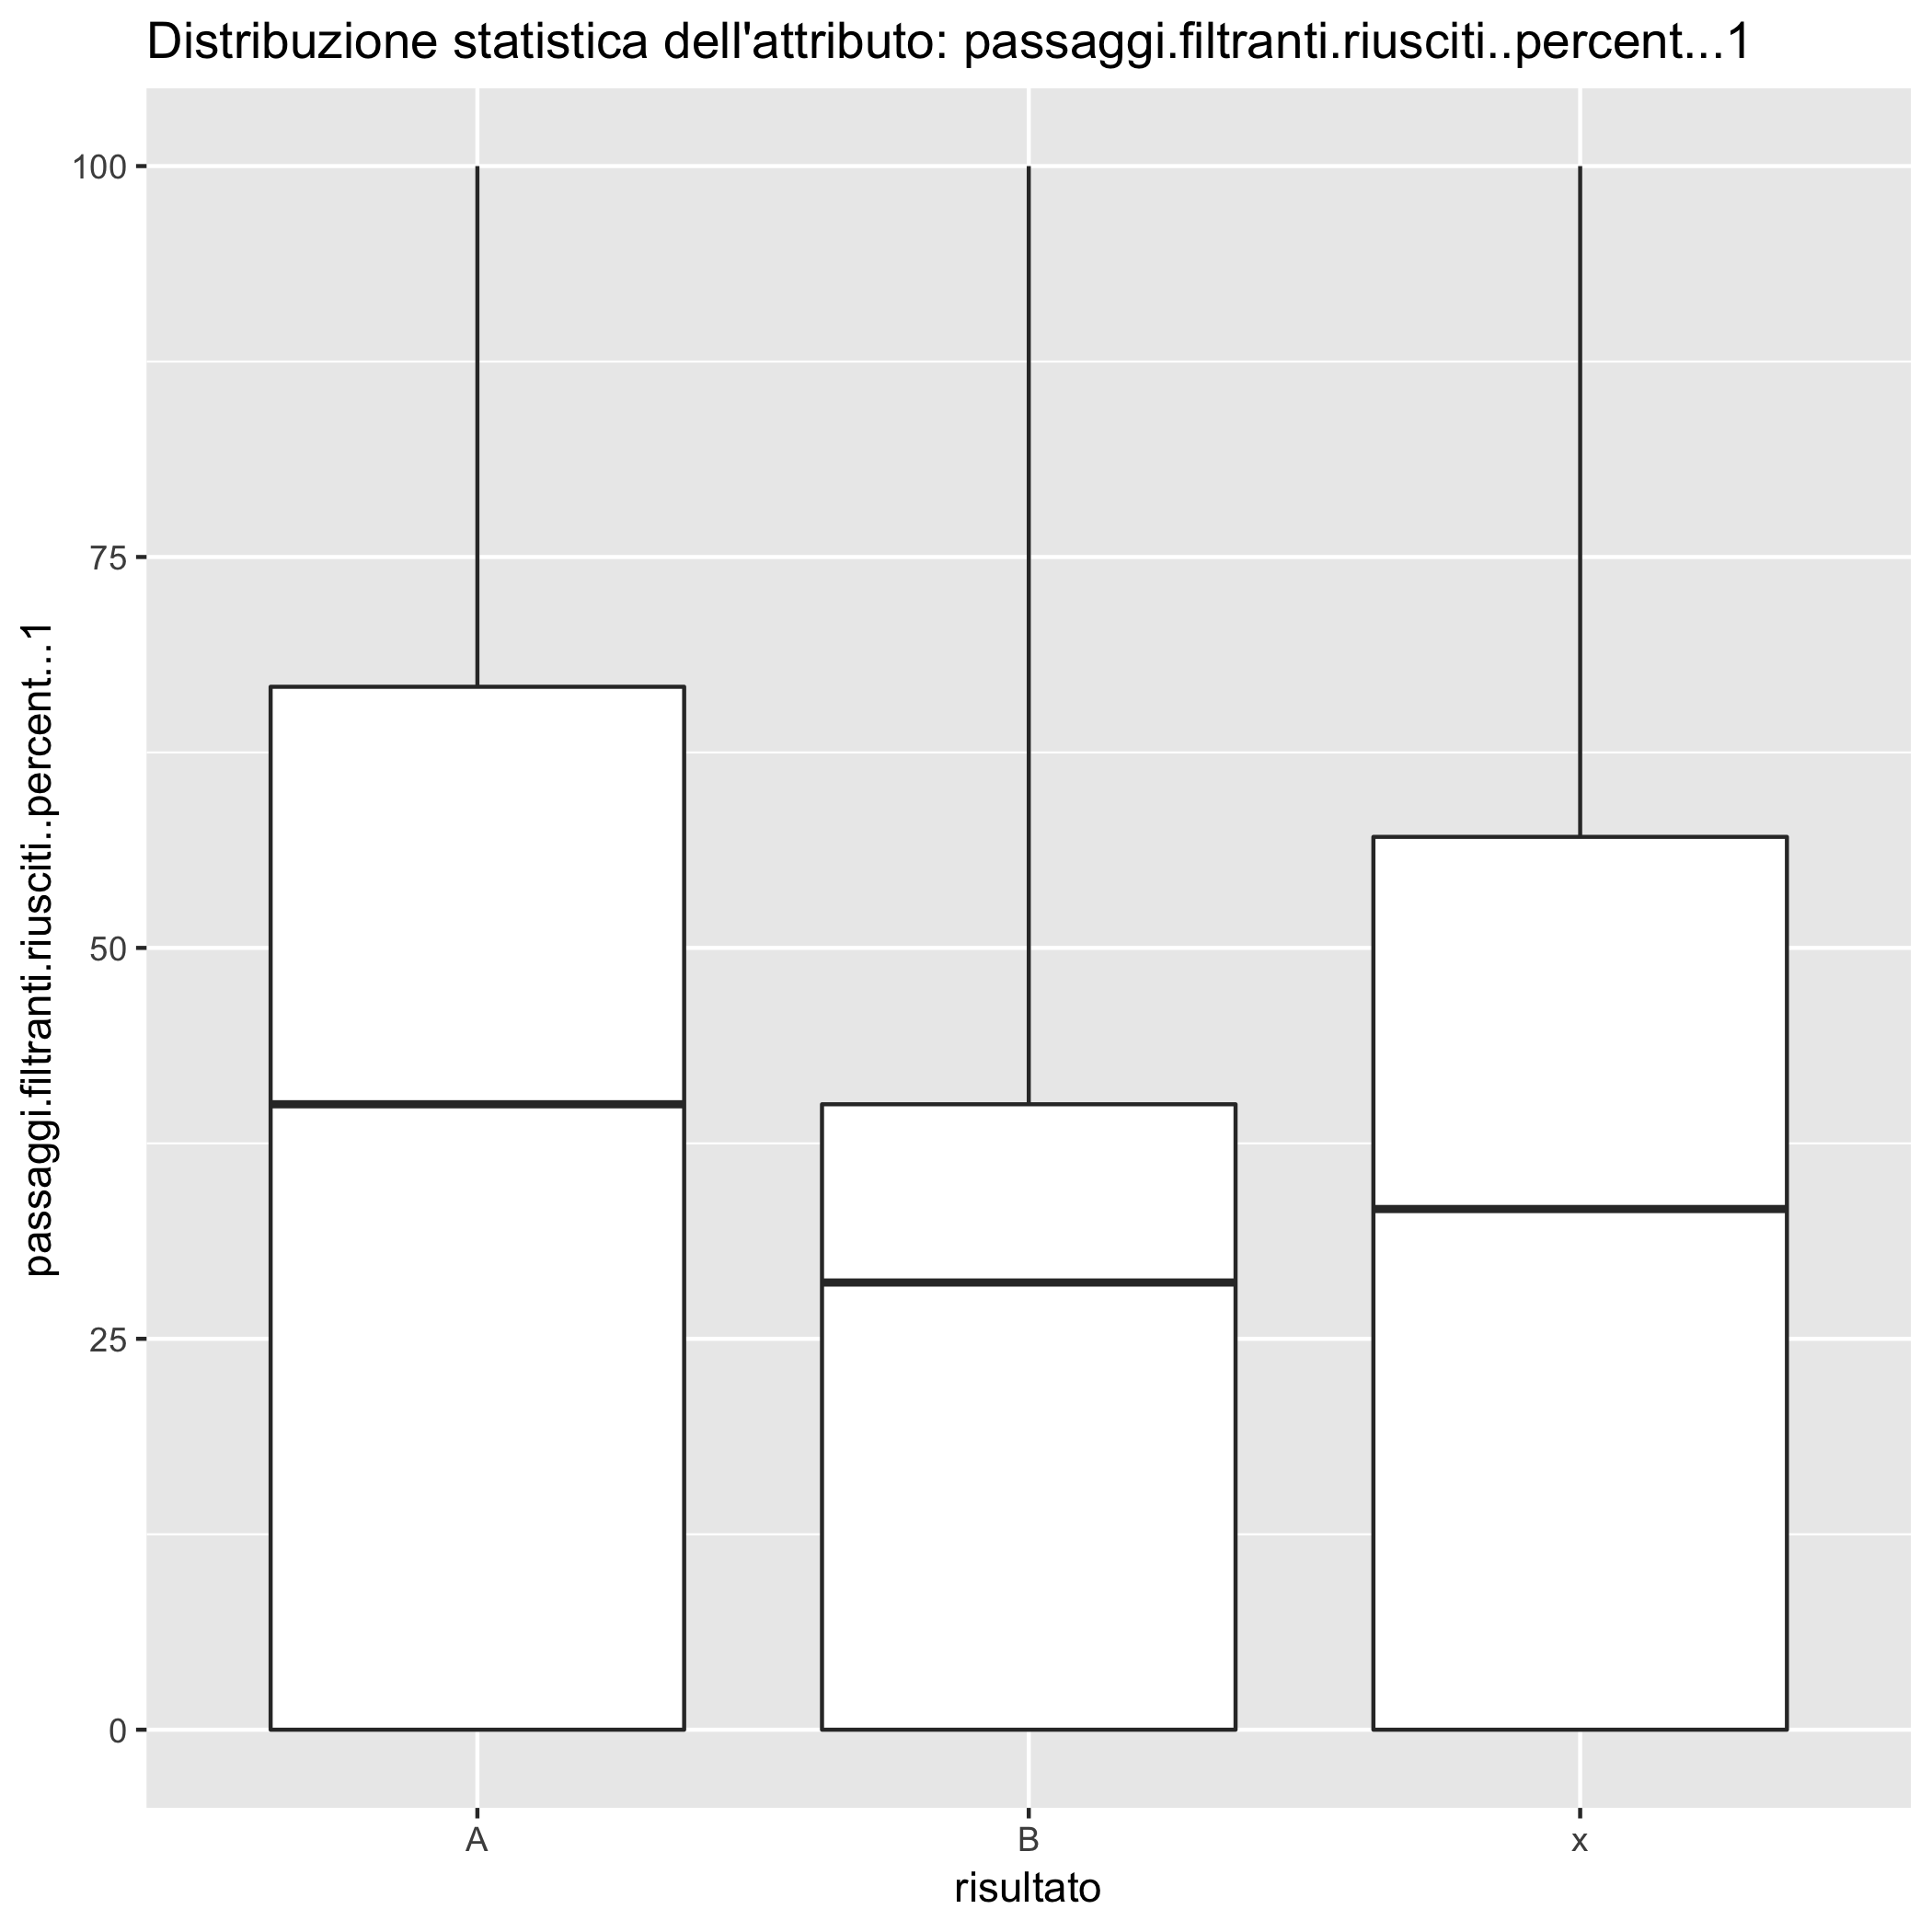 Distribuzione statistica dell'attributo: passaggi.filtranti.riusciti..percent...1
passaggi.filtranti.riusciti..percent...1
100
75
50
25
0
A
B
x
risultato